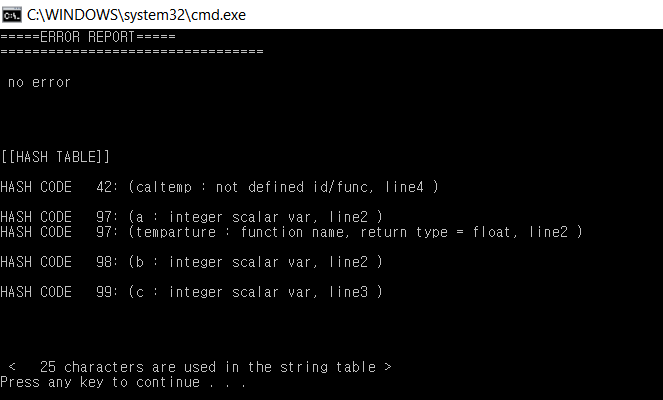 C:\WINDOWS\system32\cmd.exe
=====ERROR REPORT=====
=================================
no error
[[HASH TABLE]]
HASH CODE   42: (caltemp : not defined id/func, line4 )
HASH CODE   97: (a : integer scalar var, line2 )
HASH CODE   97: (temparture : function name, return type = float, line2 )
HASH CODE   98: (b : integer scalar var, line2 )
HASH CODE   99: (c : integer scalar var, line3 )
<   25 characters are used in the string table >
Press any key to continue . . .